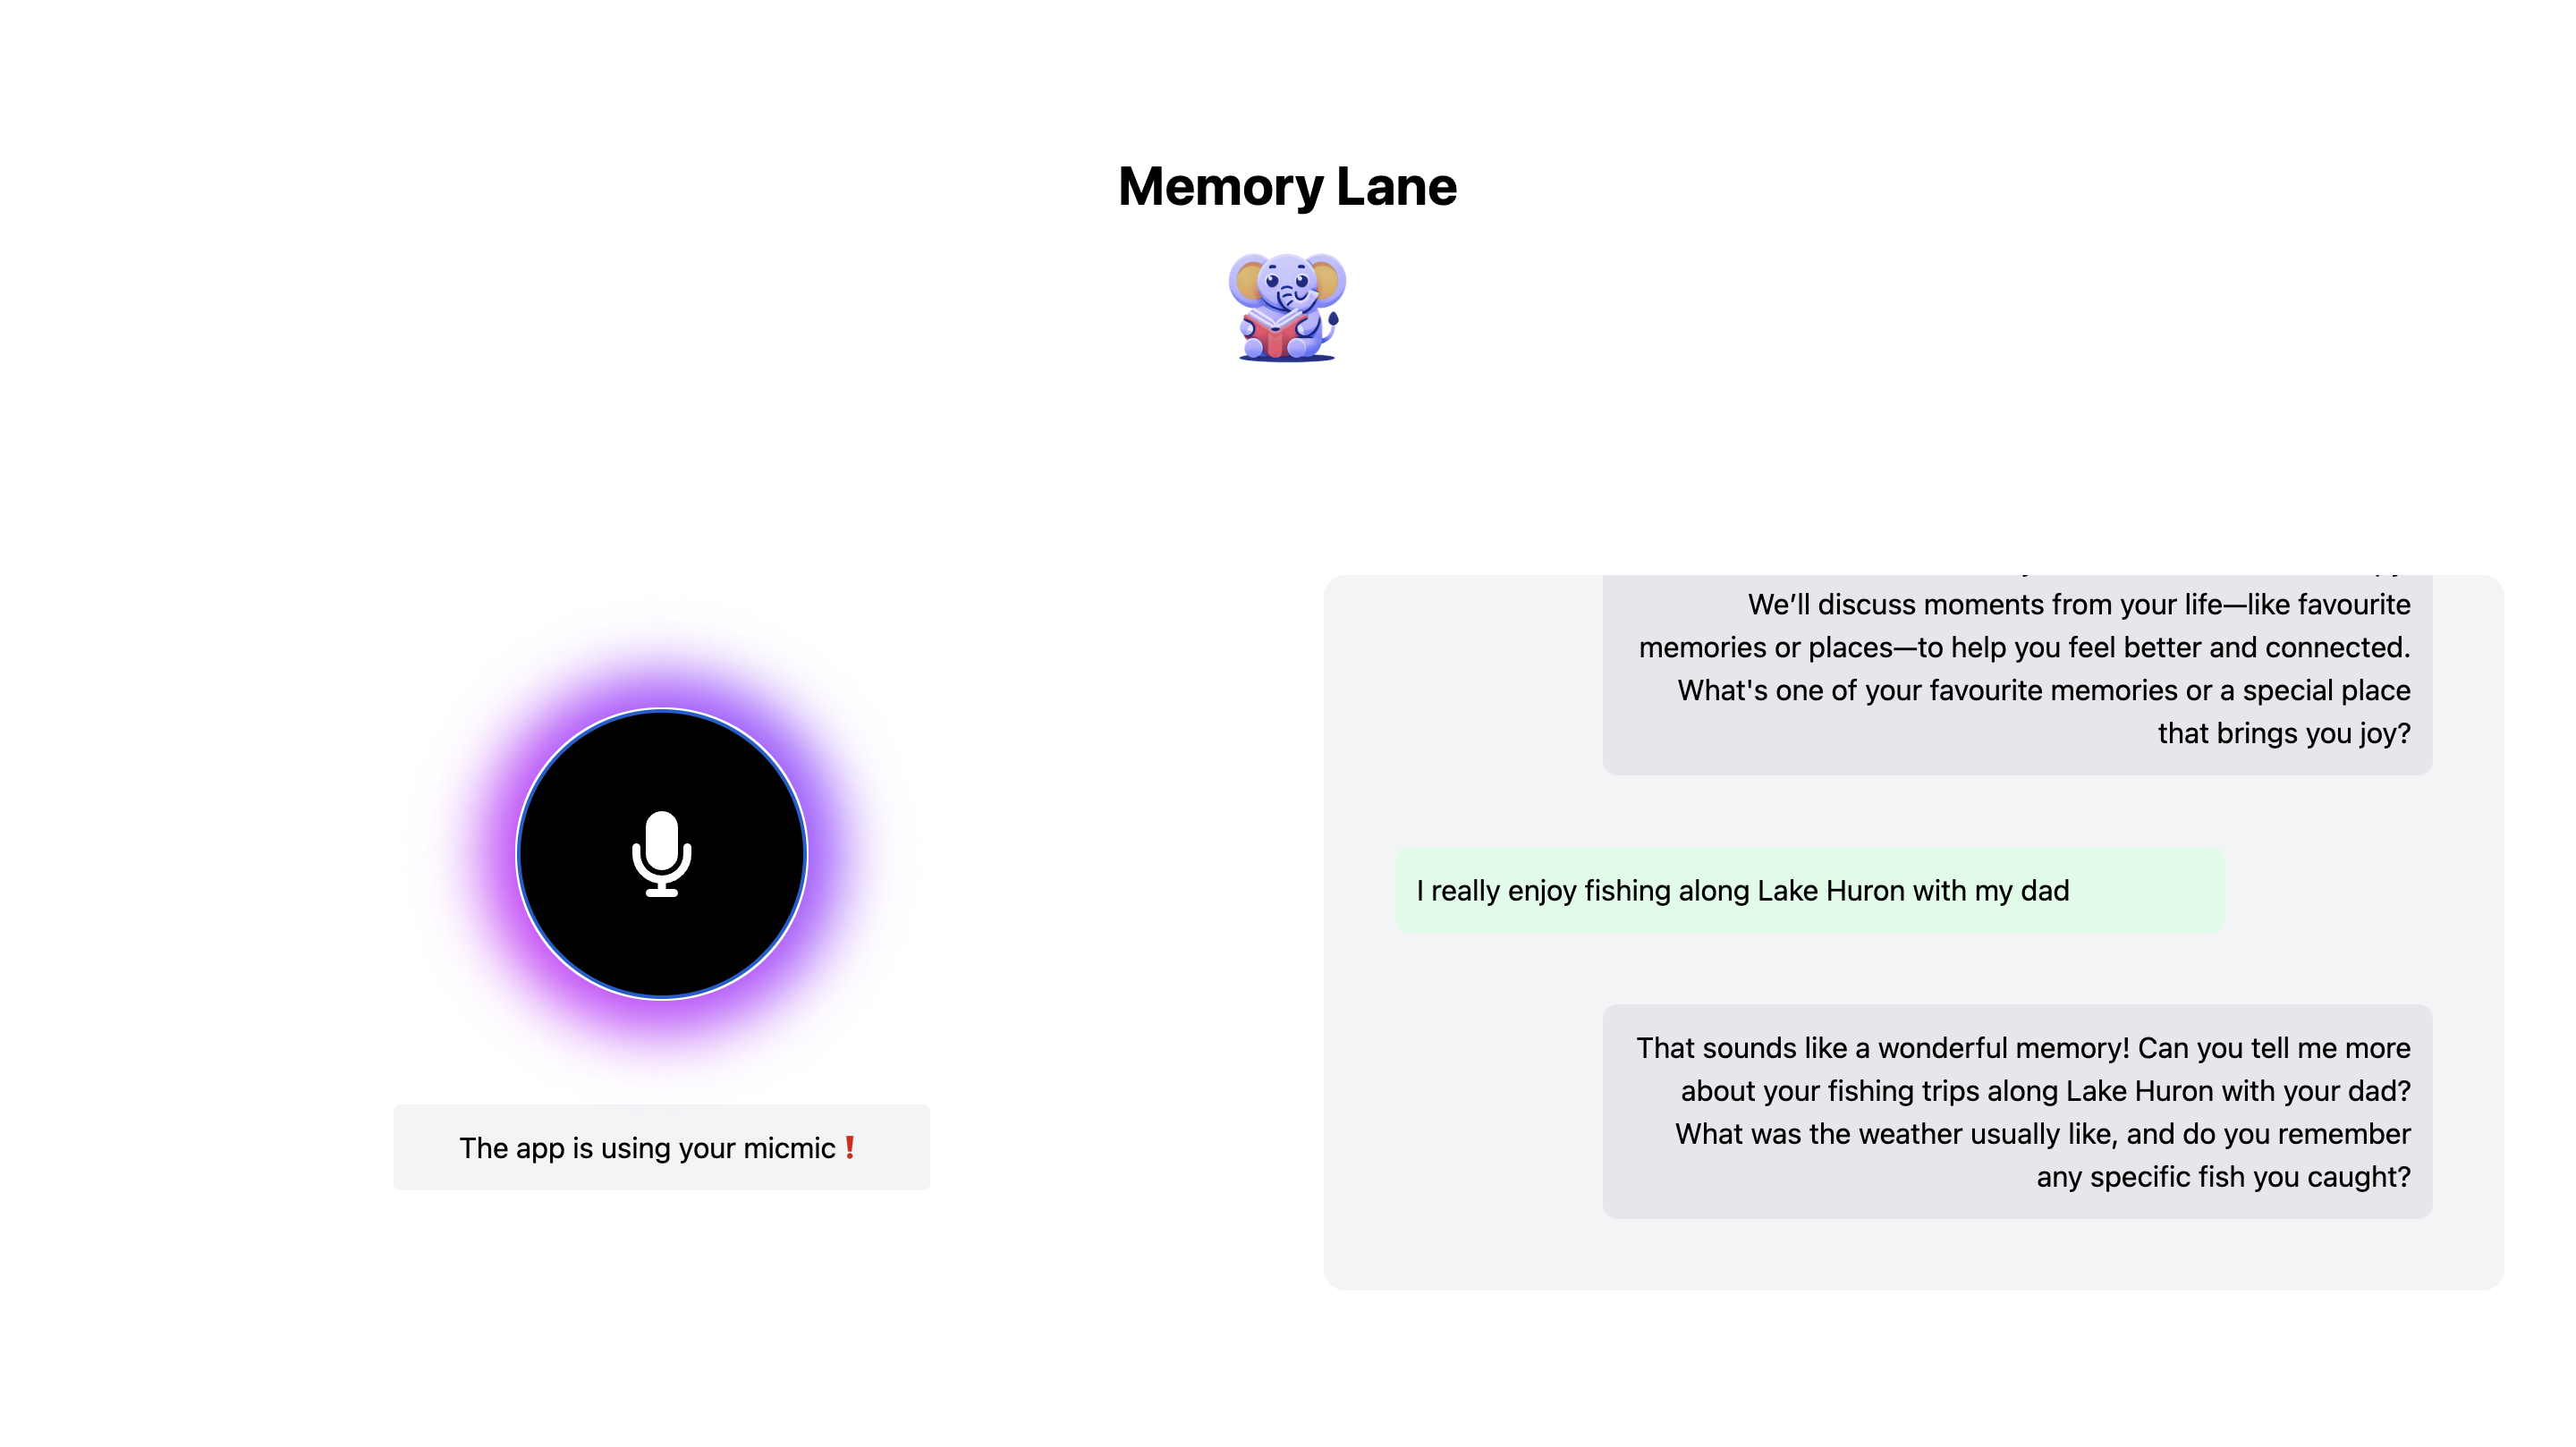 Memory Lane
We’ll discuss moments from your life—like favourite
memories or places—to help you feel better and connected.
What's one of your favourite memories or a special place
that brings you joy?
I really enjoy fishing along Lake Huron with my dad
That sounds like a wonderful memory! Can you tell me more
about your fishing trips along Lake Huron with your dad?
What was the weather usually like, and do you remember
any specific fish you caught?
The app is using your micmic❗